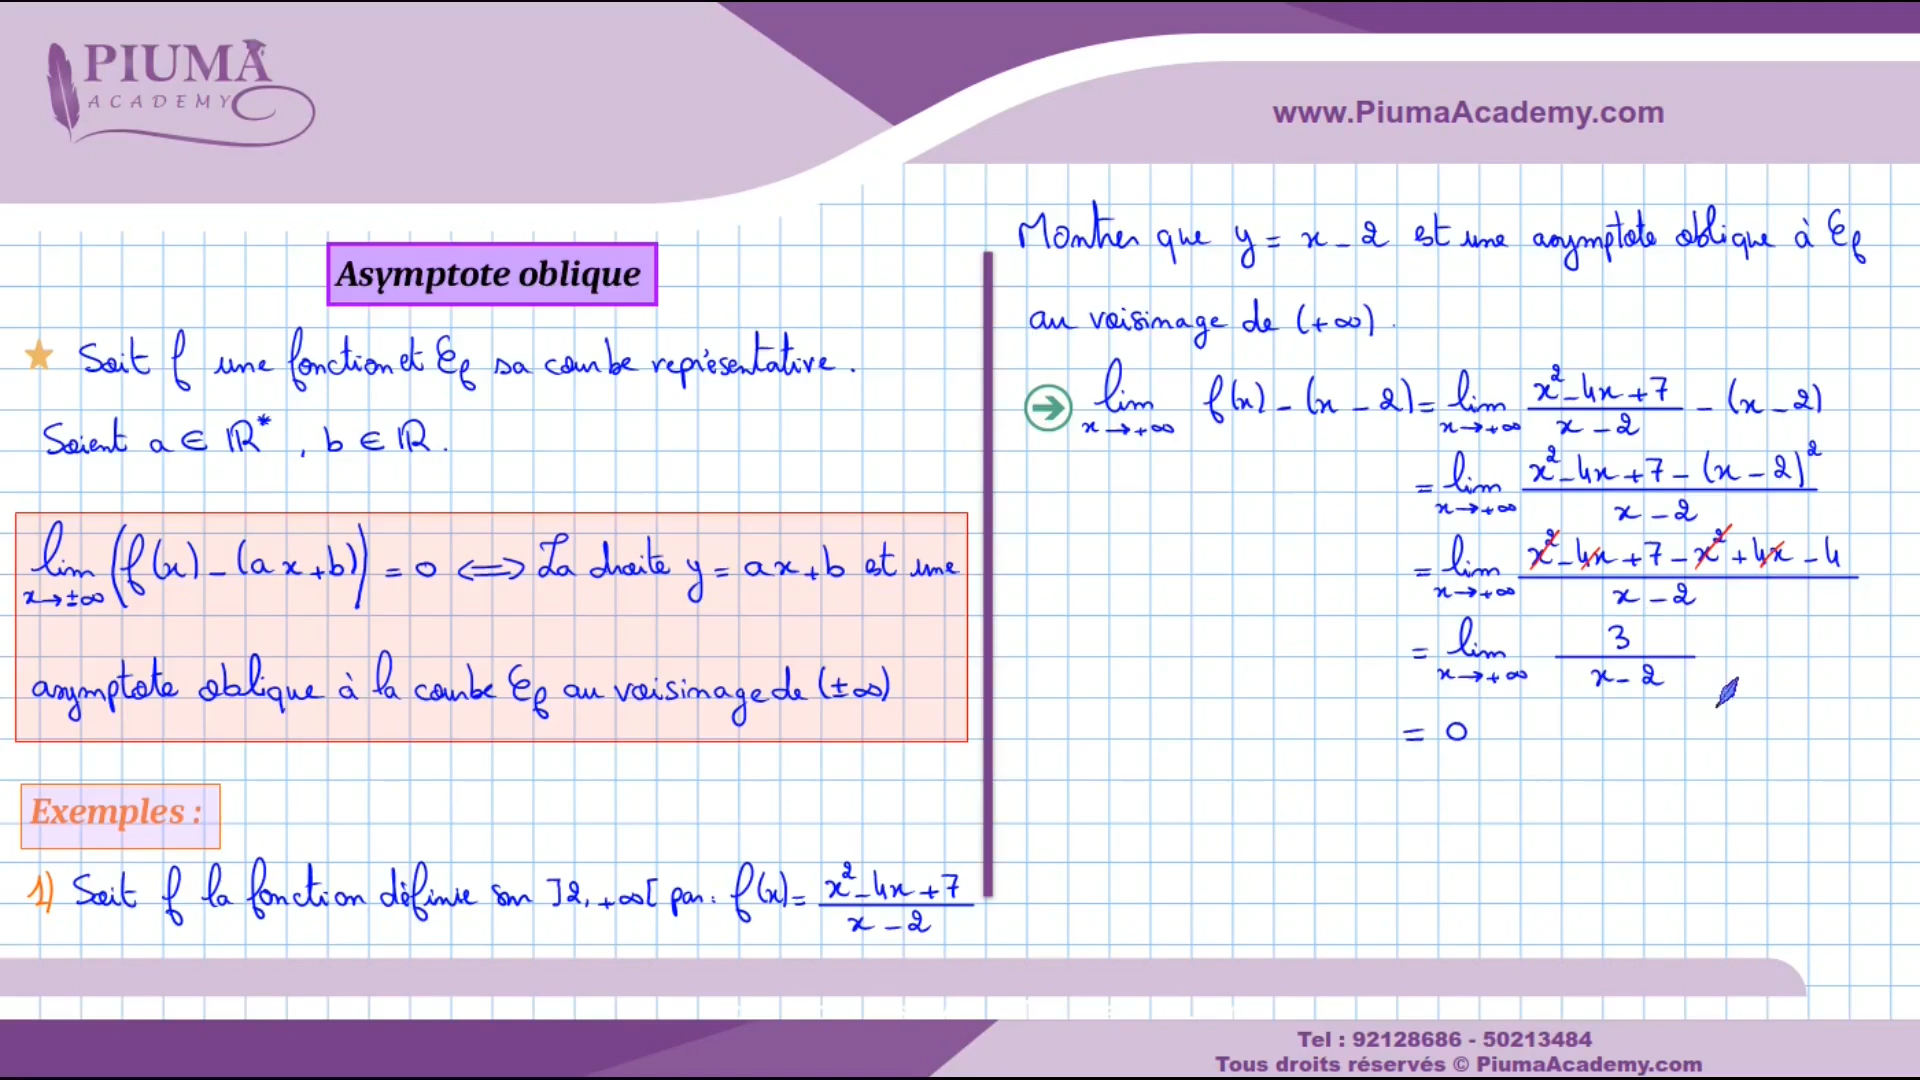 PIUMA
ACADEMY
www.PiumaAcademy.com
Asymptote oblique
Soit f une fonction et 𝒞f sa courbe représentative.
Soient a ∈ ℝ*, b ∈ ℝ.
lim x→±∞ (f(x) - (ax+b)) = 0 ⟺ La droite y = ax+b est une
asymptote oblique à la courbe 𝒞f au voisinage de (±∞)
Exemples :
1) Soit f la fonction définie sur ]2, +∞[ par : f(x) = (x² - 4x + 7)/(x - 2)
Montrer que y = x - 2 est une asymptote oblique à 𝒞f
au voisinage de (+∞).
lim x→+∞ f(x) - (x - 2) = lim x→+∞ (x² - 4x + 7)/(x - 2) - (x - 2)
= lim x→+∞ (x² - 4x + 7 - (x - 2)²)/(x - 2)
= lim x→+∞ (x² - 4x + 7 - x² + 4x - 4)/(x - 2)
= lim x→+∞ 3/(x - 2)
= 0
Tel : 92128686 - 50213484
Tous droits réservés © PiumaAcademy.com